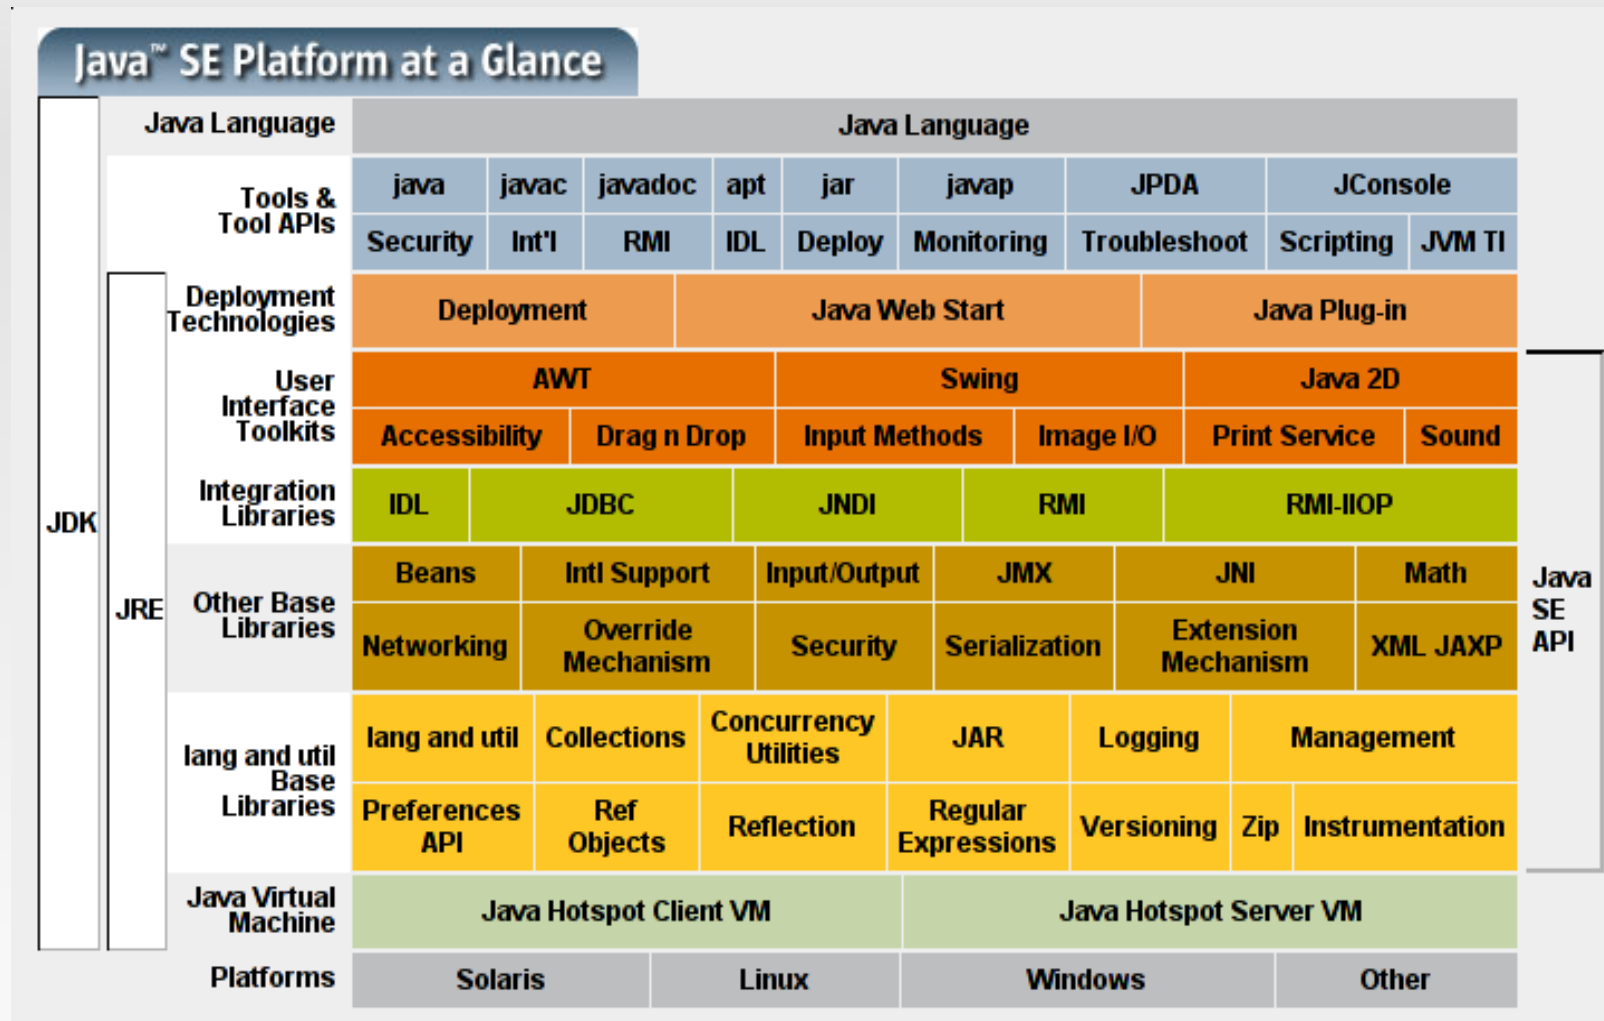 Java™ SE Platform at a Glance
Java Language
Java Language
Tools &
Tool APIs
java javac javadoc apt jar javap JPDA JConsole
Security Int'l RMI IDL Deploy Monitoring Troubleshoot Scripting JVM TI
Deployment
Technologies
Deployment Java Web Start Java Plug-in
User
Interface
Toolkits
AWT Swing Java 2D
Accessibility Drag n Drop Input Methods Image I/O Print Service Sound
Integration
Libraries
IDL JDBC JNDI RMI RMI-IIOP
JDK
JRE
Other Base
Libraries
Beans Intl Support Input/Output JMX JNI Math
Networking
Override
Mechanism
Security
Serialization
Extension
Mechanism
XML JAXP
Java
SE
API
lang and util
Base
Libraries
lang and util
Collections
Concurrency
Utilities
JAR
Logging
Management
Preferences
API
Ref
Objects
Reflection
Regular
Expressions
Versioning
Zip
Instrumentation
Java Virtual
Machine
Java Hotspot Client VM Java Hotspot Server VM
Platforms
Solaris Linux Windows Other